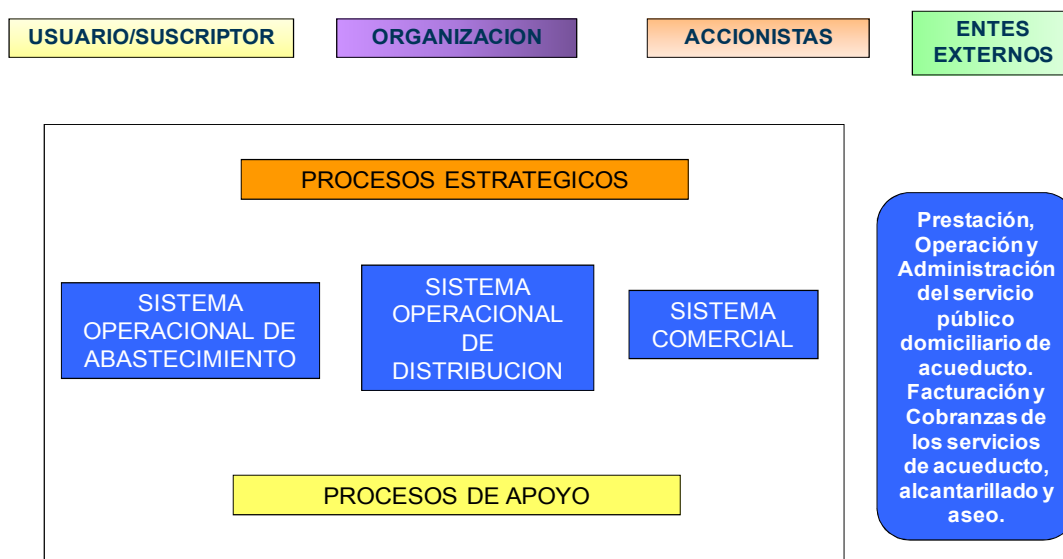 USUARIO/SUSCRIPTOR
ORGANIZACION
ACCIONISTAS
ENTES
EXTERNOS
PROCESOS ESTRATEGICOS
SISTEMA
OPERACIONAL DE
ABASTECIMIENTO
SISTEMA
OPERACIONAL
DE
DISTRIBUCION
SISTEMA
COMERCIAL
PROCESOS DE APOYO
Prestación,
Operación y
Administración
del servicio
público
domiciliario de
acueducto.
Facturación y
Cobranzas de
los servicios
de acueducto,
alcantarillado y
aseo.